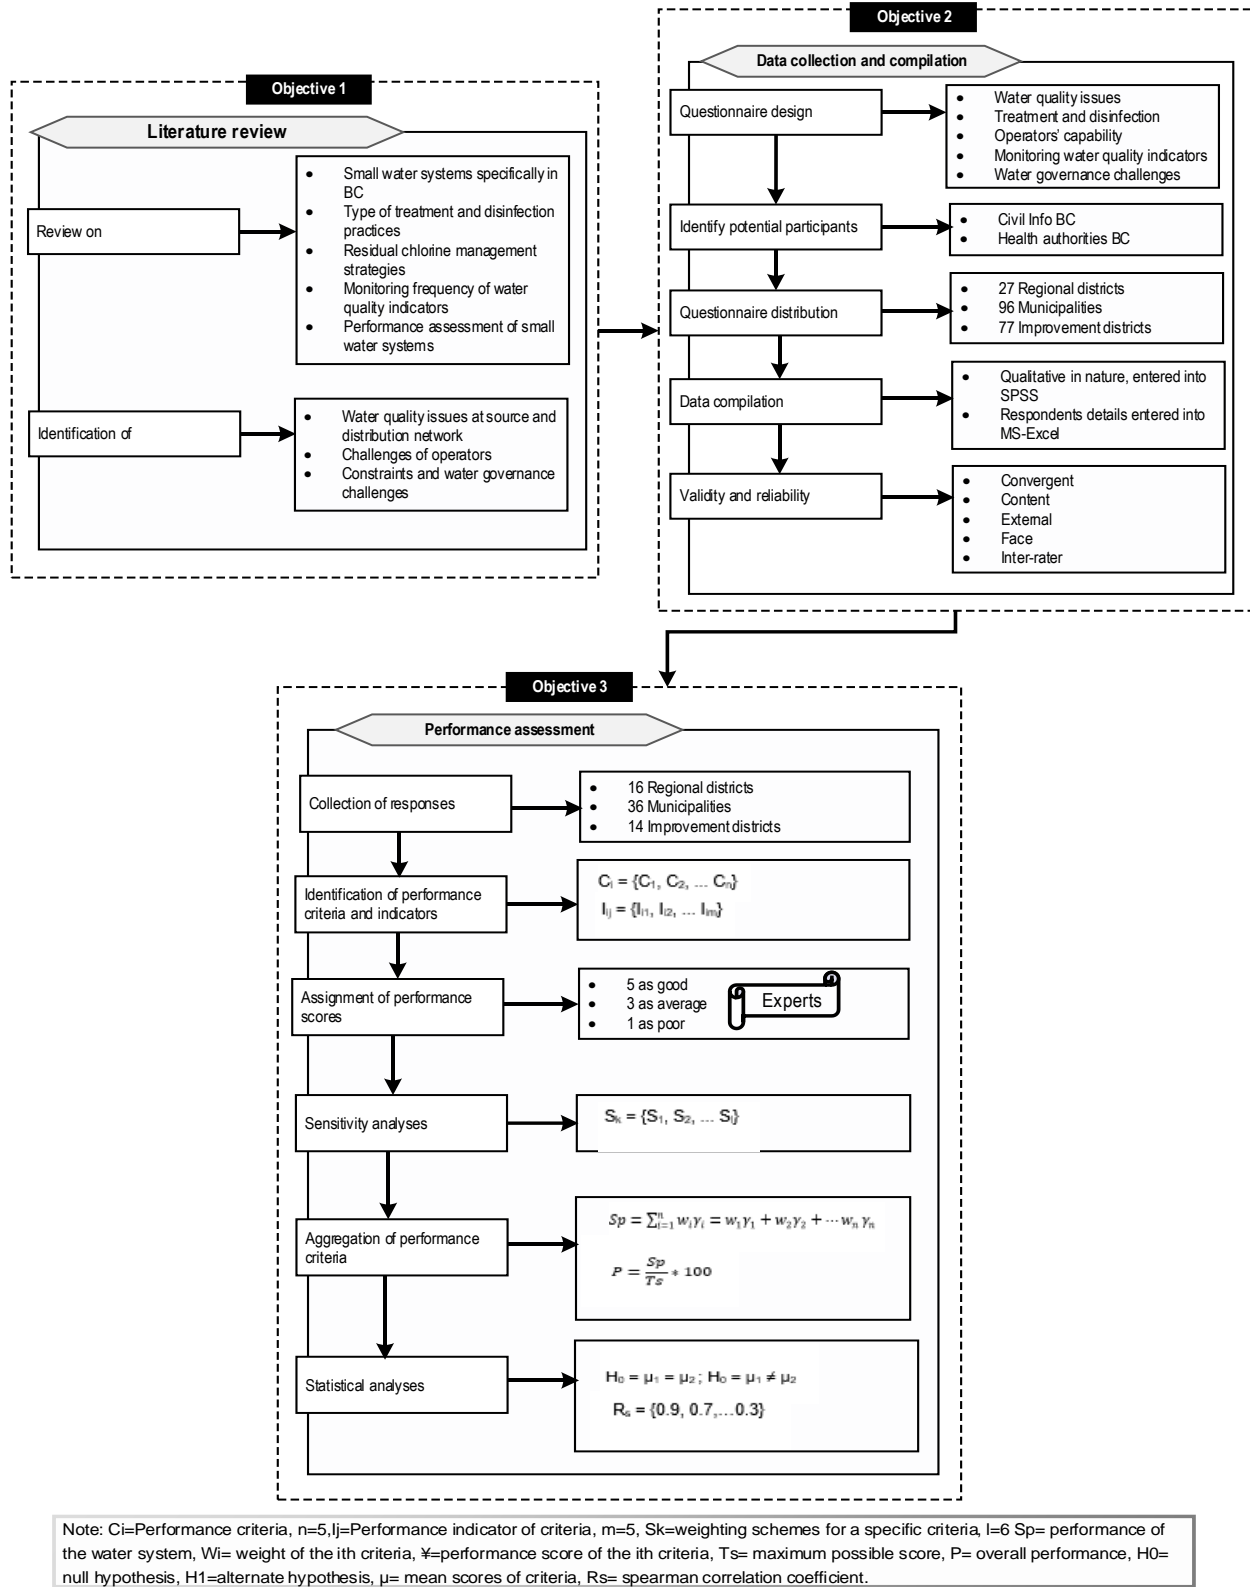 Objective 1
Literature review
Review on
• Small water systems specifically in
BC
• Type of treatment and disinfection
practices
• Residual chlorine management
strategies
• Monitoring frequency of water
quality indicators
• Performance assessment of small
water systems
Identification of
• Water quality issues at source and
distribution network
• Challenges of operators
• Constraints and water governance
challenges
Objective 2
Data collection and compilation
Questionnaire design
• Water quality issues
• Treatment and disinfection
• Operators' capability
• Monitoring water quality indicators
• Water governance challenges
Identify potential participants
• Civil Info BC
• Health authorities BC
Questionnaire distribution
• 27 Regional districts
• 96 Municipalities
• 77 Improvement districts
Data compilation
• Qualitative in nature, entered into
SPSS
• Respondents details entered into
MS-Excel
Validity and reliability
• Convergent
• Content
• External
• Face
• Inter-rater
Objective 3
Performance assessment
Collection of responses
• 16 Regional districts
• 36 Municipalities
• 14 Improvement districts
Identification of performance
criteria and indicators
Cᵢ = {C₁, C₂, ... Cₙ}
Iᵢⱼ = {Iᵢ₁, Iᵢ₂, ... Iᵢₘ}
Assignment of performance
scores
• 5 as good
• 3 as average
• 1 as poor
Experts
Sensitivity analyses
Sₖ = {S₁, S₂, ... Sₗ}
Aggregation of performance
criteria
Sp = ∑ⁿᵢ₌₁ wᵢγᵢ = w₁γ₁ + w₂γ₂ + ⋯ wₙ γₙ
P = Sp/Ts * 100
Statistical analyses
H₀ = µ₁ = µ₂ ; H₀ = µ₁ ≠ µ₂
Rₛ = {0.9, 0.7,...0.3}
Note: Ci=Performance criteria, n=5,Ij=Performance indicator of criteria, m=5, Sk=weighting schemes for a specific criteria, l=6 Sp= performance of
the water system, Wi= weight of the ith criteria, ¥=performance score of the ith criteria, Ts= maximum possible score, P= overall performance, H0=
null hypothesis, H1=alternate hypothesis, µ= mean scores of criteria, Rs= spearman correlation coefficient.